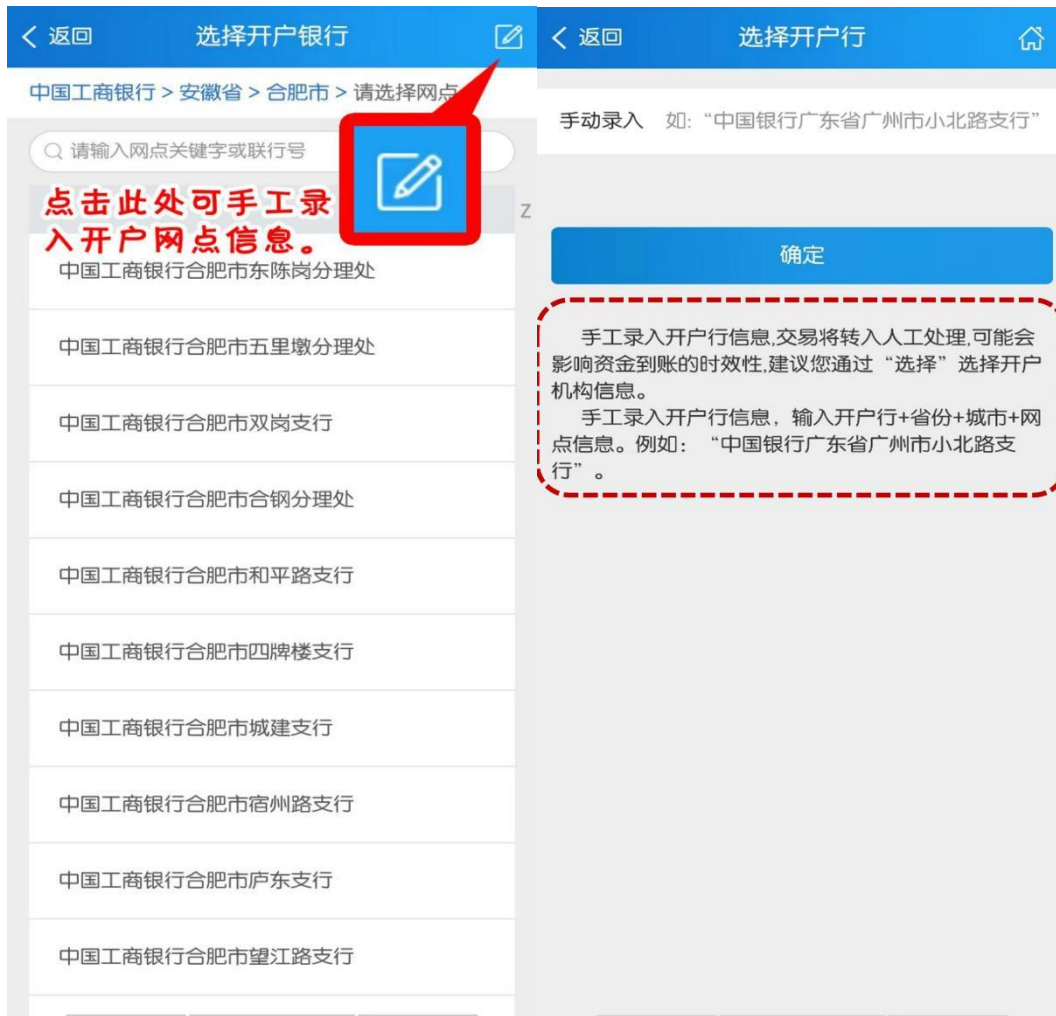 返回
选择开户银行
中国工商银行 > 安徽省 > 合肥市 > 请选择网点
请输入网点关键字或联行号
点击此处可手工录
入开户网点信息。
Z
中国工商银行合肥市东陈岗分理处
中国工商银行合肥市五里墩分理处
中国工商银行合肥市双岗支行
中国工商银行合肥市合钢分理处
中国工商银行合肥市和平路支行
中国工商银行合肥市四牌楼支行
中国工商银行合肥市城建支行
中国工商银行合肥市宿州路支行
中国工商银行合肥市庐东支行
中国工商银行合肥市望江路支行
返回
选择开户行
手动录入 如:“中国银行广东省广州市小北路支行”
确定
手工录入开户行信息,交易将转入人工处理,可能会
影响资金到账的时效性,建议您通过“选择”选择开户
机构信息。
手工录入开户行信息，输入开户行+省份+城市+网
点信息。例如：“中国银行广东省广州市小北路支
行”。